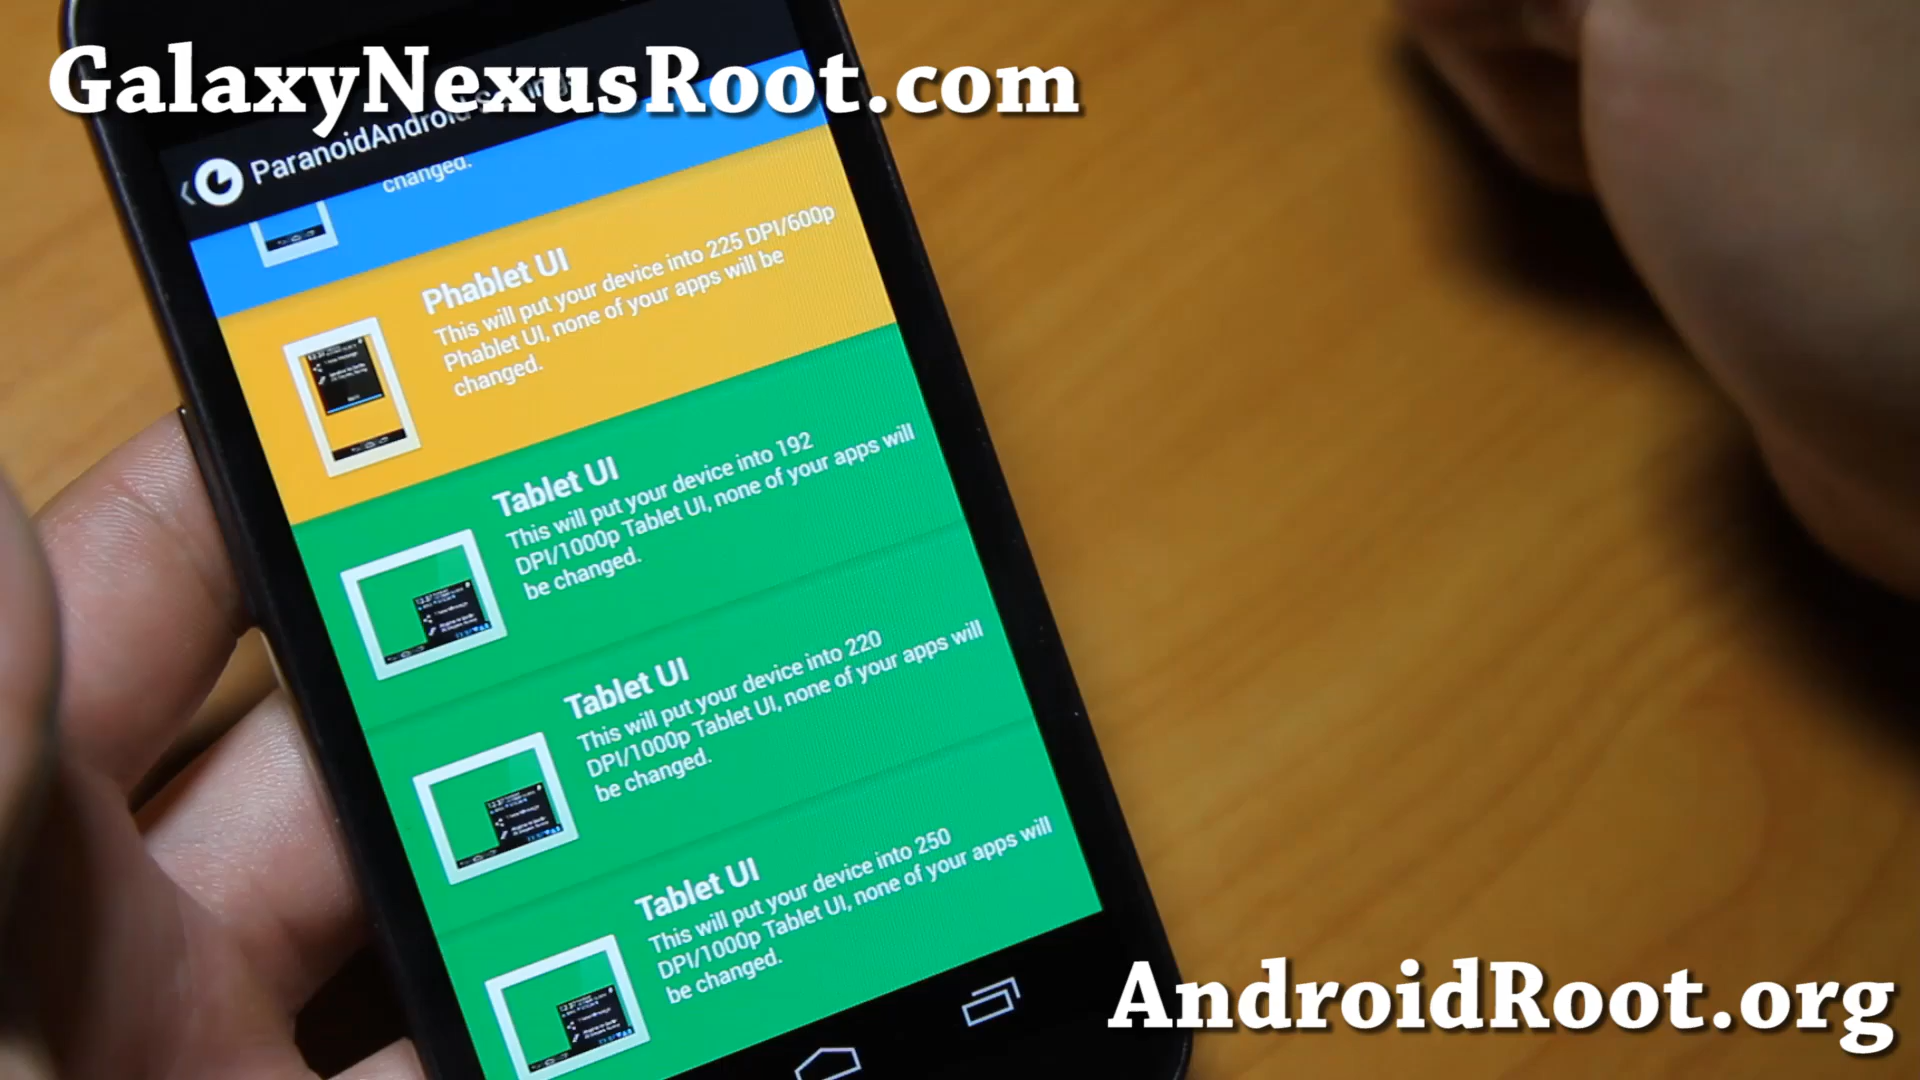 GalaxyNexusRoot.com
ParanoidAndroid Settings
changed.
Phablet UI
This will put your device into 225 DPI/600p
Phablet UI, none of your apps will be
changed.
Tablet UI
This will put your device into 192
DPI/1000p Tablet UI, none of your apps will
be changed.
Tablet UI
This will put your device into 220
DPI/1000p Tablet UI, none of your apps will
be changed.
Tablet UI
This will put your device into 250
DPI/1000p Tablet UI, none of your apps will
be changed.
AndroidRoot.org